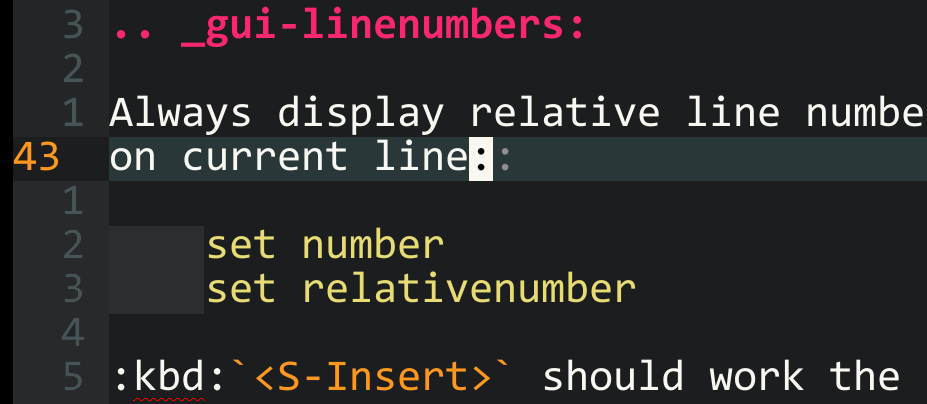 3 .. _gui-linenumbers:
2
1 Always display relative line numbe
43 on current line::
1
2 set number
3 set relativenumber
4
5 :kbd:`<S-Insert>` should work the